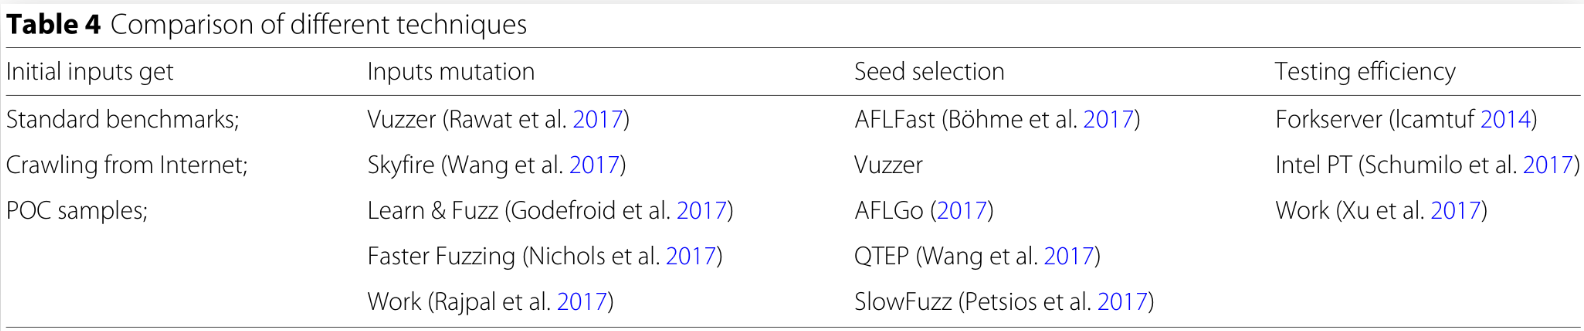 Table 4 Comparison of different techniques
Initial inputs get Inputs mutation Seed selection Testing efficiency
Standard benchmarks; Vuzzer (Rawat et al. 2017) AFLFast (Böhme et al. 2017) Forkserver (lcamtuf 2014)
Crawling from Internet; Skyfire (Wang et al. 2017) Vuzzer Intel PT (Schumilo et al. 2017)
POC samples; Learn & Fuzz (Godefroid et al. 2017) AFLGo (2017) Work (Xu et al. 2017)
Faster Fuzzing (Nichols et al. 2017) QTEP (Wang et al. 2017)
Work (Rajpal et al. 2017) SlowFuzz (Petsios et al. 2017)